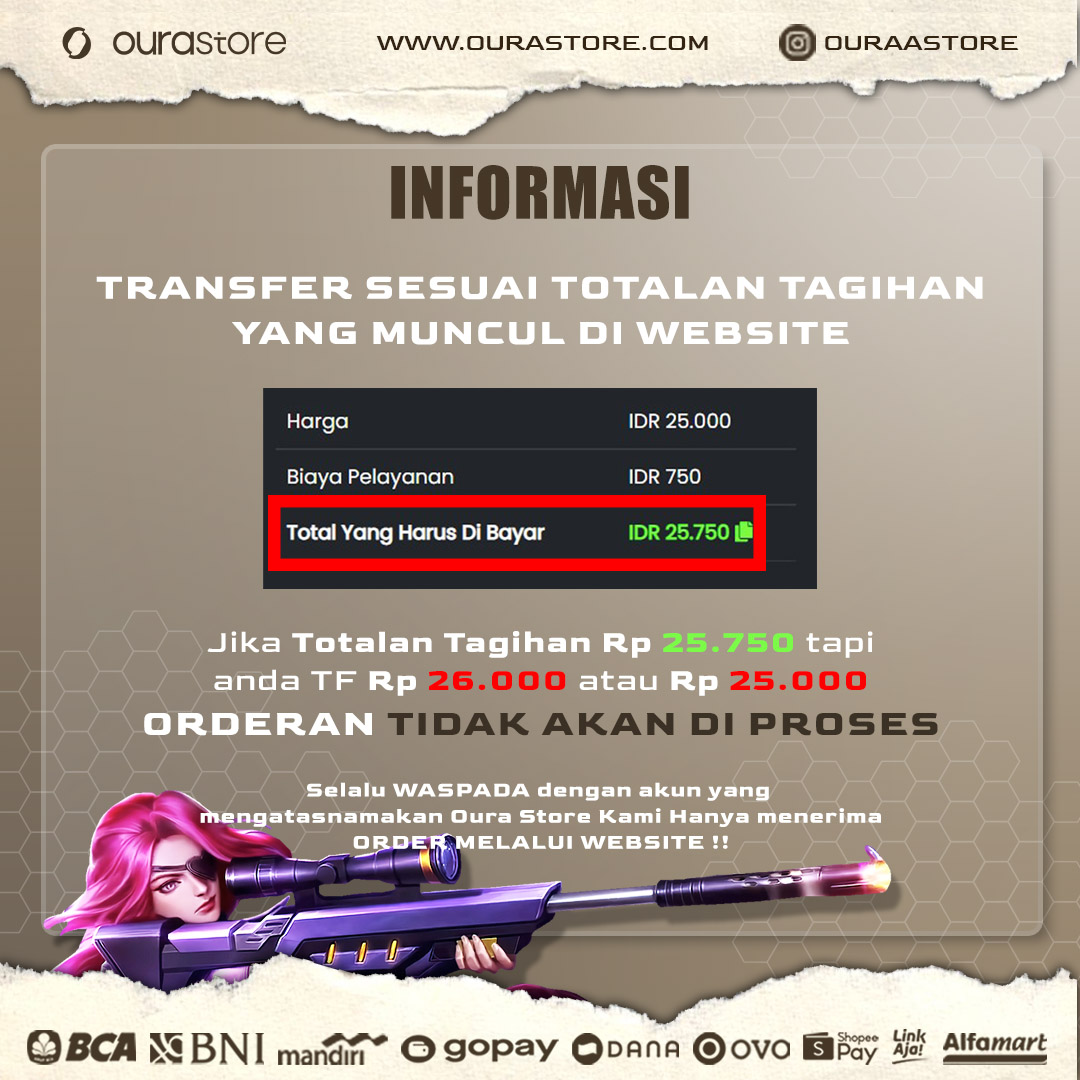 ourastore WWW.OURASTORE.COM OURAASTORE
INFORMASI
TRANSFER SESUAI TOTALAN TAGIHAN
YANG MUNCUL DI WEBSITE
Harga IDR 25.000
Biaya Pelayanan IDR 750
Total Yang Harus Di Bayar IDR 25.750
Jika Totalan Tagihan Rp 25.750 tapi
anda TF Rp 26.000 atau Rp 25.000
ORDERAN TIDAK AKAN DI PROSES
Selalu WASPADA dengan akun yang
mengatasnamakan Oura Store Kami Hanya menerima
ORDER MELALUI WEBSITE !!
BCA BNI mandiri gopay DANA OVO Shopee Pay Link Aja! Alfamart